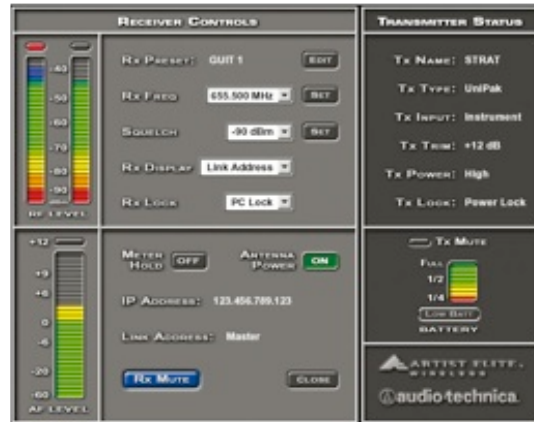 Receiver Controls
Rx Preset: GUIT 1 Edit
Rx Freq 655.500 MHz Set
Squelch -90 dBm Set
Rx Display Link Address
Rx Lock PC Lock
-40
-50
-60
-70
-80
-90
RF Level
Transmitter Status
Tx Name: STRAT
Tx Type: UniPak
Tx Input: Instrument
Tx Trim: +12 dB
Tx Power: High
Tx Lock: Power Lock
+12
+9
+6
0
-6
-20
-60
AF Level
Meter Hold OFF
Antenna Power ON
IP Address: 123.456.789.123
Link Address: Master
Rx Mute Close
Tx Mute
Full
1/2
1/4
Low Batt
Battery
ARTIST ELITE.
WIRELESS
audio-technica.